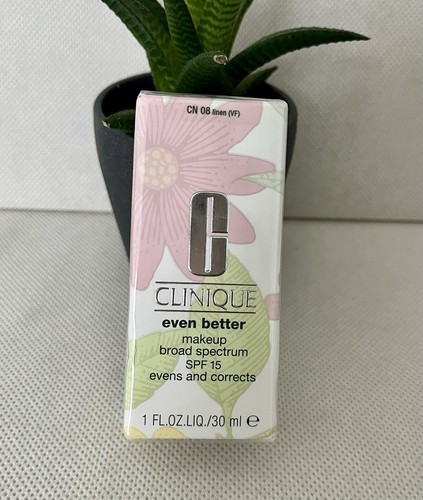 CN 08 linen (VF)
C
CLINIQUE
even better
makeup
broad spectrum
SPF 15
evens and corrects
1 FL.OZ.LIQ./30 ml ℮